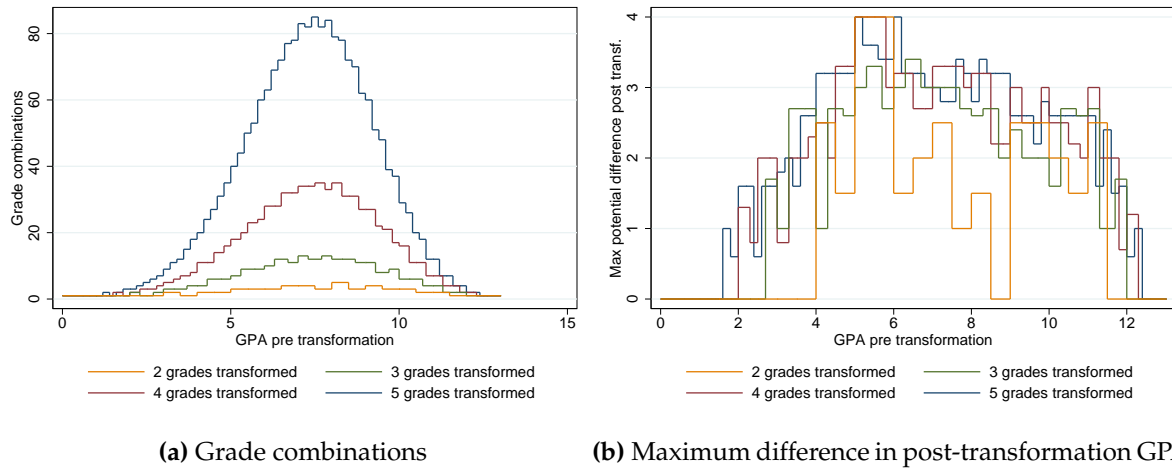 Grade combinations
80
60
40
20
0
0 5 10 15
GPA pre transformation
2 grades transformed 3 grades transformed
4 grades transformed 5 grades transformed
(a) Grade combinations
Max potential difference post transf.
4
3
2
1
0
0 2 4 6 8 10 12
GPA pre transformation
2 grades transformed 3 grades transformed
4 grades transformed 5 grades transformed
(b) Maximum difference in post-transformation GP